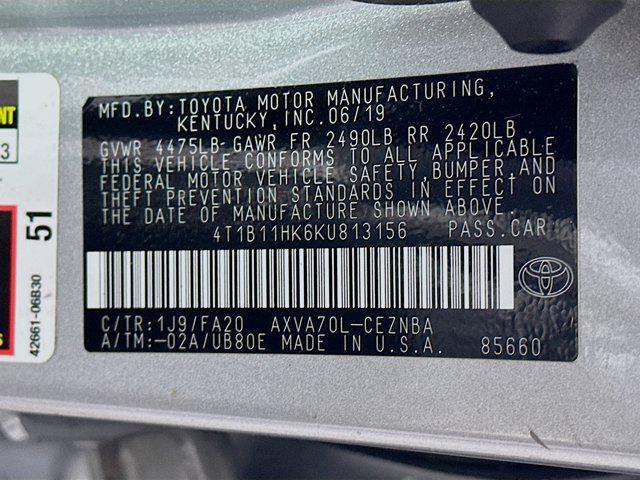 MFD.BY:TOYOTA MOTOR MANUFACTURING,
KENTUCKY,INC.06/19
GVWR 4475LB-GAWR FR 2490LB RR 2420LB
THIS VEHICLE CONFORMS TO ALL APPLICABLE
FEDERAL MOTOR VEHICLE SAFETY,BUMPER,AND
THEFT PREVENTION STANDARDS IN EFFECT ON
THE DATE OF MANUFACTURE SHOWN ABOVE.
4T1B11HK6KU813156 PASS.CAR
C/TR:1J9/FA20 AXVA70L-CEZNBA
A/TM:-02A/UB80E MADE IN U.S.A. 85660
51
42661-06B30
3